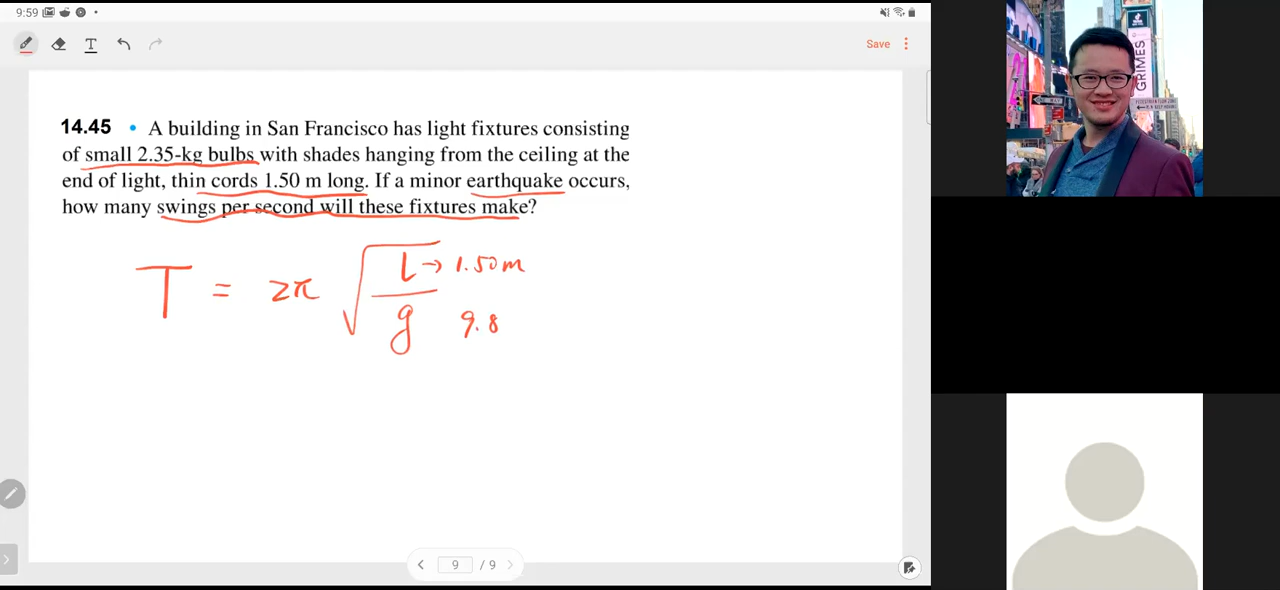 9:59
T
Save
14.45 • A building in San Francisco has light fixtures consisting
of small 2.35-kg bulbs with shades hanging from the ceiling at the
end of light, thin cords 1.50 m long. If a minor earthquake occurs,
how many swings per second will these fixtures make?
T = 2π √ L → 1.50 m
g 9.8
9 / 9
GRIMES